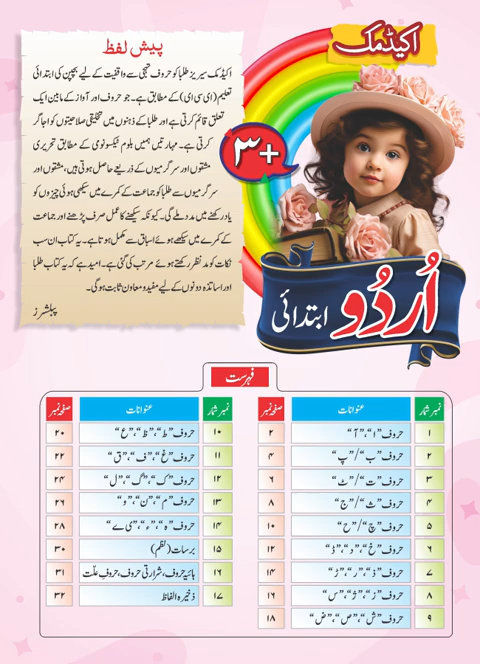 اکیڈمک
پیش لفظ
اکیڈمک سیریز طلبا کو حروف تہجی سے واقفیت کے لیے بچپن کی ابتدائی
تعلیم (ای سی ای) کے مطابق ہے۔ جو حروف اور آواز کے مابین ایک
تعلق قائم کرتی ہے اور طلبا کے ذہنوں میں تخلیقی صلاحیتوں کو اجاگر
کرتی ہے۔ مہارتیں ہمیں بلوم ٹیکسونومی کے مطابق تحریری
مشقوں اور سرگرمیوں کے ذریعے حاصل ہوتی ہیں، مشقوں اور
سرگرمیوں سے طلبا کو جماعت کے کمرے میں سیکھی ہوئی چیزوں کو
یاد رکھنے میں مدد ملے گی۔ کیونکہ سیکھنے کا عمل صرف پڑھنے اور جماعت
کے کمرے میں سیکھے ہوئے اسباق سے مکمل ہوتا ہے۔ یہ کتاب ان سب
نکات کو مدنظر رکھتے ہوئے مرتب کی گئی ہے۔ امید ہے کہ یہ کتاب طلبا
اور اساتذہ دونوں کے لیے مفید و معاون ثابت ہوگی۔
پبلشرز
۳+
اُردُو ابتدائی
فہرست
نمبر شمار عنوانات صفحہ نمبر
۱ حروف "ا"، "آ" ۲
۲ حروف "ب"/"پ" ۴
۳ حروف "ت"/"ٹ" ۶
۴ حروف "ث"/"ج" ۸
۵ حروف "چ"/"ح" ۱۰
۶ حروف "خ"، "د"، "ڈ" ۱۲
۷ حروف "ذ"، "ر"، "ڑ" ۱۴
۸ حروف "ز"، "ژ"، "س" ۱۶
۹ حروف "ش"، "ص"، "ض" ۱۸
نمبر شمار عنوانات صفحہ نمبر
۱۰ حروف "ط"، "ظ"، "ع" ۲۰
۱۱ حروف "غ"، "ف"، "ق" ۲۲
۱۲ حروف "ک"، "گ"، "ل" ۲۴
۱۳ حروف "م"، "ن"، "و" ۲۶
۱۴ حروف "ہ"، "ء"، "ی ے" ۲۸
۱۵ برسات (نظم) ۳۰
۱۶ ہائیہ حروف، شرارتی حروف، حروفِ علت ۳۱
۱۷ ذخیرہ الفاظ ۳۲